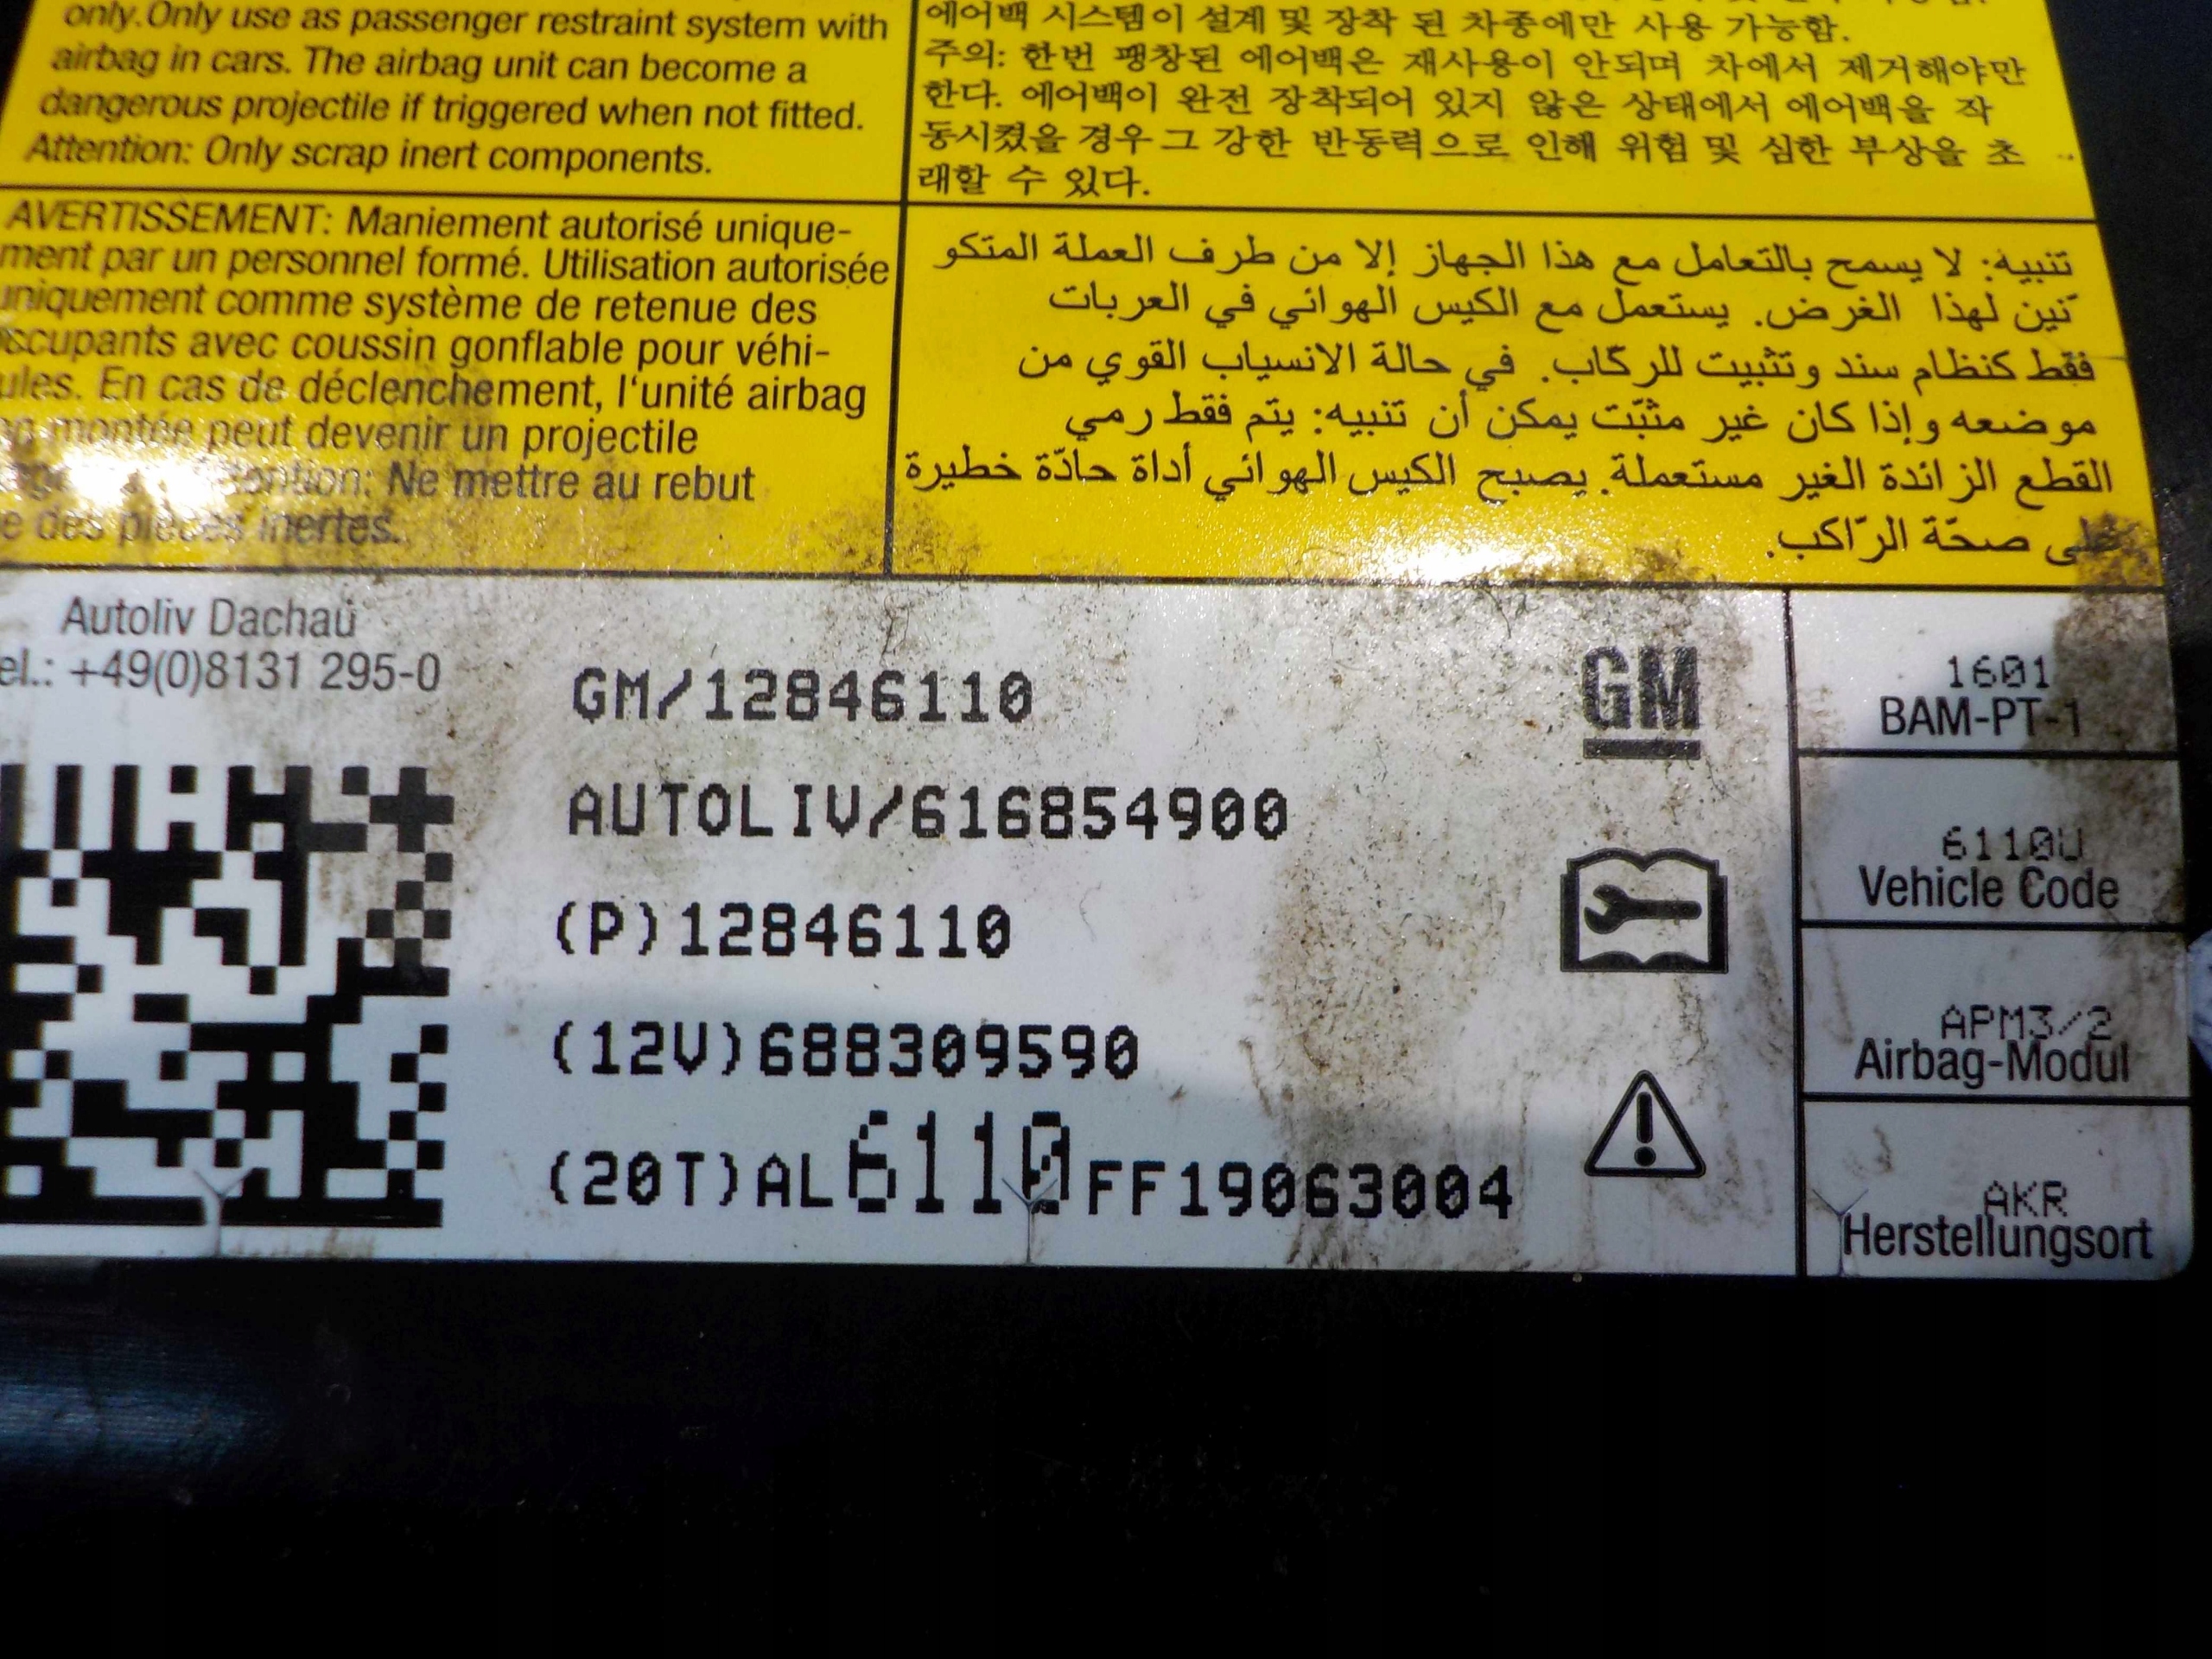 only. Only use as passenger restraint system with
airbag in cars. The airbag unit can become a
dangerous projectile if triggered when not fitted.
Attention: Only scrap inert components.
에어백 시스템이 설계 및 장착 된 차종에만 사용 가능함.
주의: 한번 팽창된 에어백은 재사용이 안되며 차에서 제거해야만
한다. 에어백이 완전 장착되어 있지 않은 상태에서 에어백을 작
동시켰을 경우 그 강한 반동력으로 인해 위험 및 심한 부상을 초
래할 수 있다.
AVERTISSEMENT: Maniement autorisé unique-
ment par un personnel formé. Utilisation autorisée
uniquement comme système de retenue des
occupants avec coussin gonflable pour véhi-
ules. En cas de déclenchement, l'unité airbag
montée peut devenir un projectile
Ne mettre au rebut
des pièces inertes.
تنبيه: لا يسمح بالتعامل مع هذا الجهاز إلا من طرف العملة المتكو
نين لهذا الغرض. يستعمل مع الكيس الهوائي في العربات
فقط كنظام سند وتثبيت للركّاب. في حالة الانسياب القوي من
موضعه وإذا كان غير مثبّت يمكن أن تنبيه: يتم فقط رمي
القطع الزائدة الغير مستعملة. يصبح الكيس الهوائي أداة حادّة خطيرة
على صحّة الرّاكب.
Autoliv Dachau
el.: +49(0)8131 295-0
GM/12846110
AUTOLIV/616854900
(P)12846110
(12V)688309590
(20T)AL6110FF19063004
GM
1601
BAM-PT-1
6110U
Vehicle Code
APM3/2
Airbag-Modul
AKR
Herstellungsort